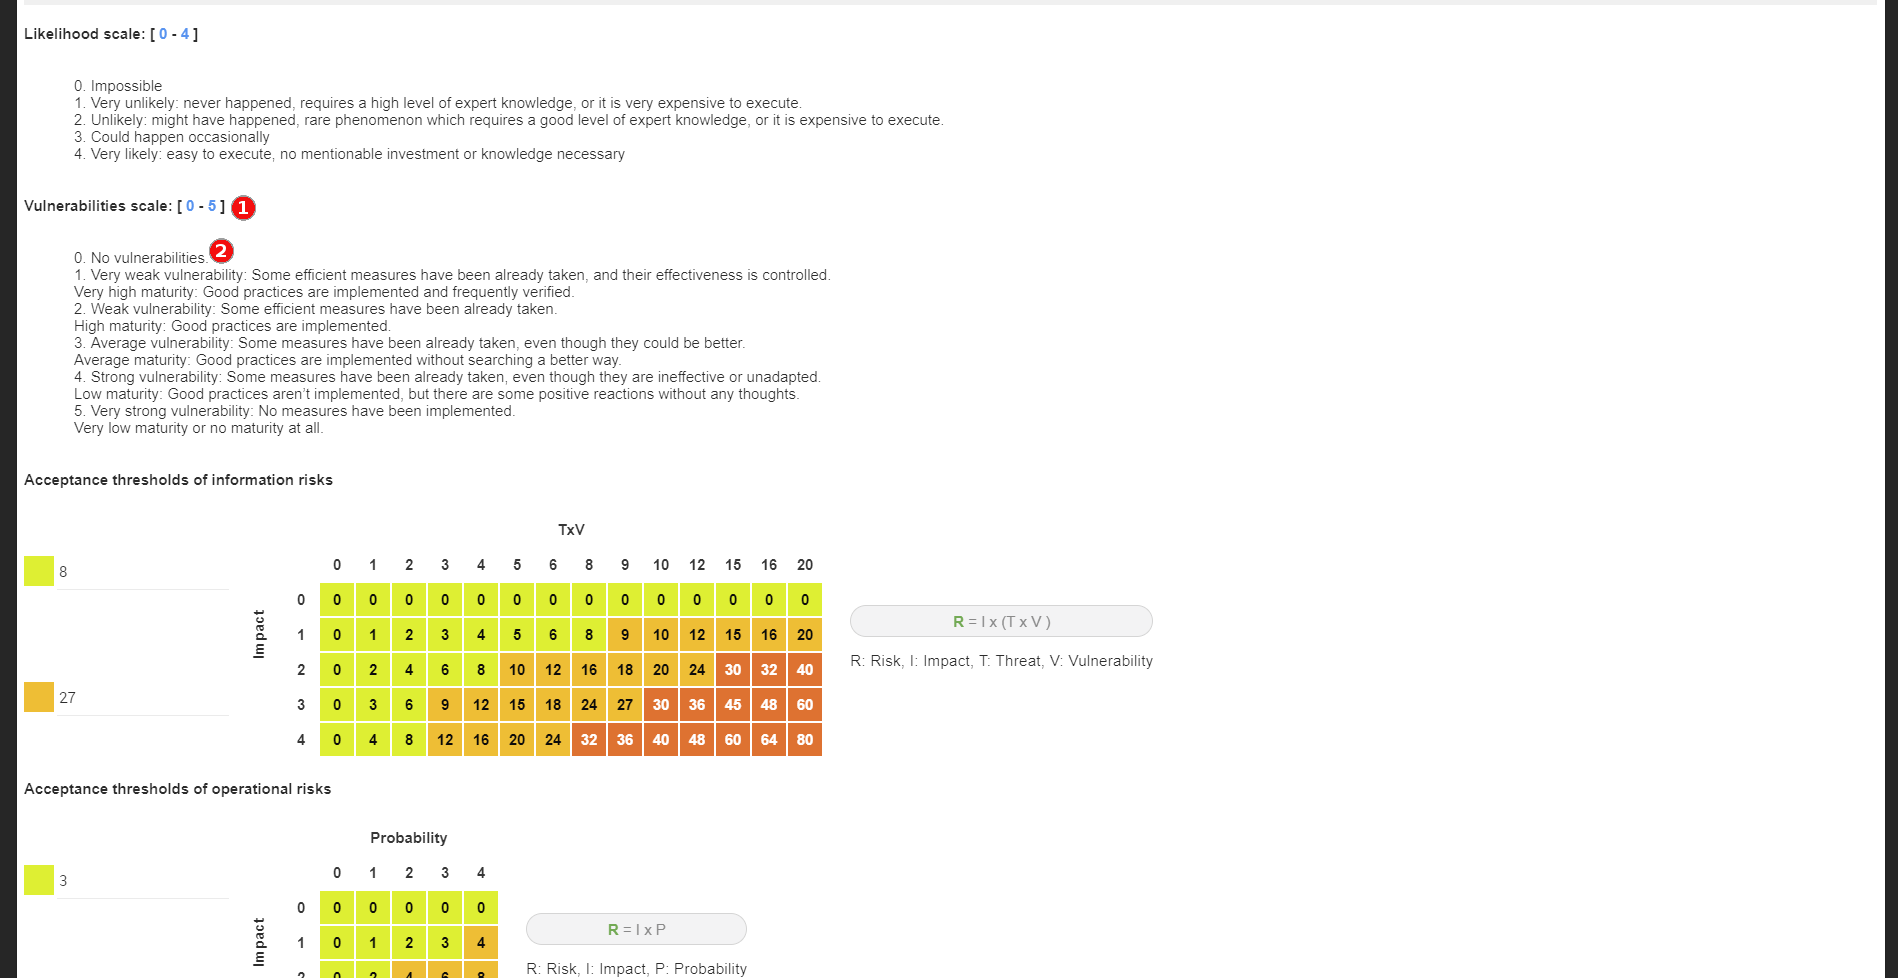 Likelihood scale: [ 0 - 4 ]
0. Impossible
1. Very unlikely: never happened, requires a high level of expert knowledge, or it is very expensive to execute.
2. Unlikely: might have happened, rare phenomenon which requires a good level of expert knowledge, or it is expensive to execute.
3. Could happen occasionally
4. Very likely: easy to execute, no mentionable investment or knowledge necessary
Vulnerabilities scale: [ 0 - 5 ] 1
0. No vulnerabilities. 2
1. Very weak vulnerability: Some efficient measures have been already taken, and their effectiveness is controlled.
Very high maturity: Good practices are implemented and frequently verified.
2. Weak vulnerability: Some efficient measures have been already taken.
High maturity: Good practices are implemented.
3. Average vulnerability: Some measures have been already taken, even though they could be better.
Average maturity: Good practices are implemented without searching a better way.
4. Strong vulnerability: Some measures have been already taken, even though they are ineffective or unadapted.
Low maturity: Good practices aren't implemented, but there are some positive reactions without any thoughts.
5. Very strong vulnerability: No measures have been implemented.
Very low maturity or no maturity at all.
Acceptance thresholds of information risks
TxV
8
27
Impact
0 1 2 3 4 5 6 8 9 10 12 15 16 20
0 0 0 0 0 0 0 0 0 0 0 0 0 0 0
1 0 1 2 3 4 5 6 8 9 10 12 15 16 20
2 0 2 4 6 8 10 12 16 18 20 24 30 32 40
3 0 3 6 9 12 15 18 24 27 30 36 45 48 60
4 0 4 8 12 16 20 24 32 36 40 48 60 64 80
R = I x (T x V )
R: Risk, I: Impact, T: Threat, V: Vulnerability
Acceptance thresholds of operational risks
Probability
3
Impact
0 1 2 3 4
0 0 0 0 0 0
1 0 1 2 3 4
2 0 2 4 6 8
R = I x P
R: Risk, I: Impact, P: Probability